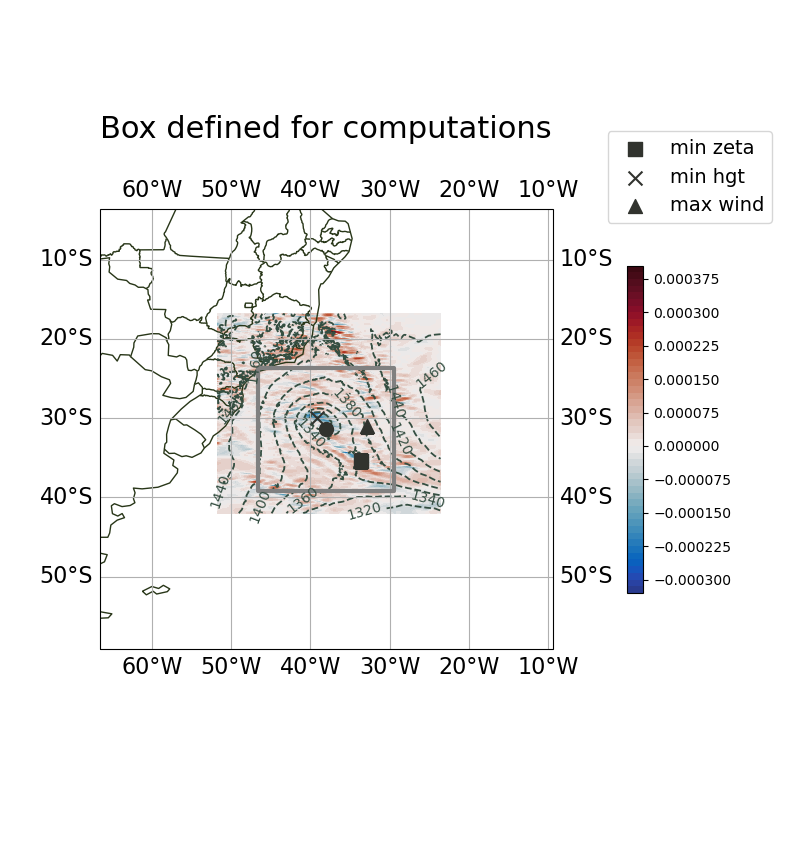 Box defined for computations
min zeta
min hgt
max wind
60°W 50°W 40°W 30°W 20°W 10°W
10°S 10°S
20°S
20°S
30°S
30°S
40°S
40°S
50°S
50°S
60°W 50°W 40°W 30°W 20°W 10°W
1460
1440
1420
1380
1340
1440
1400
1360
1320
1340
0.000375
0.000300
0.000225
0.000150
0.000075
0.000000
−0.000075
−0.000150
−0.000225
−0.000300